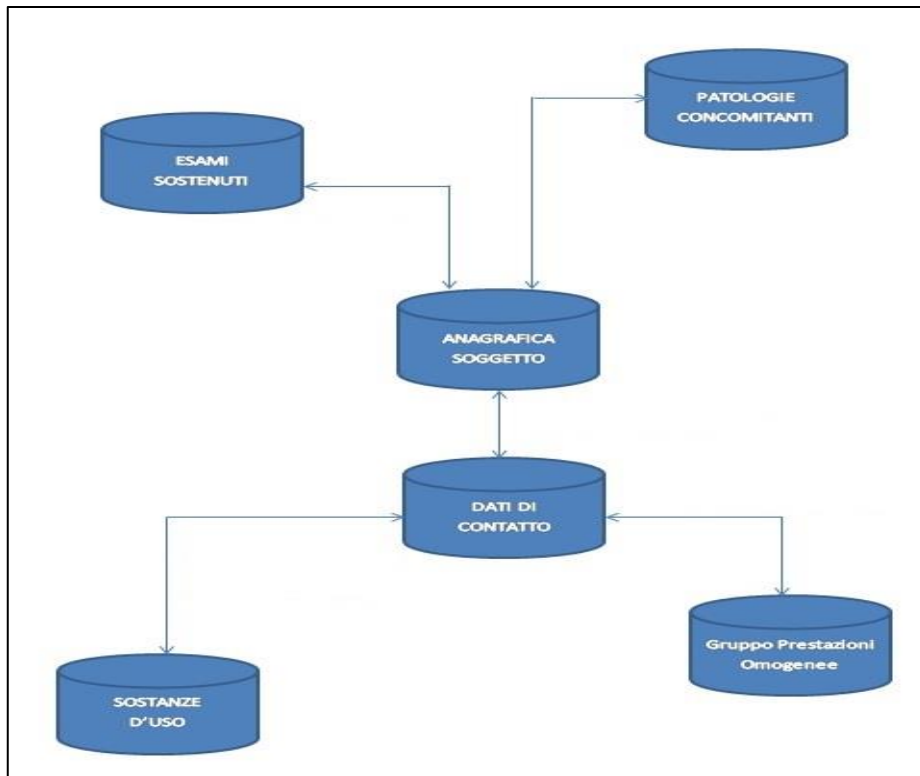 PATOLOGIE
CONCOMITANTI
ESAMI
SOSTENUTI
ANAGRAFICA
SOGGETTO
DATI DI
CONTATTO
Gruppo Prestazioni
Omogenee
SOSTANZE
D'USO